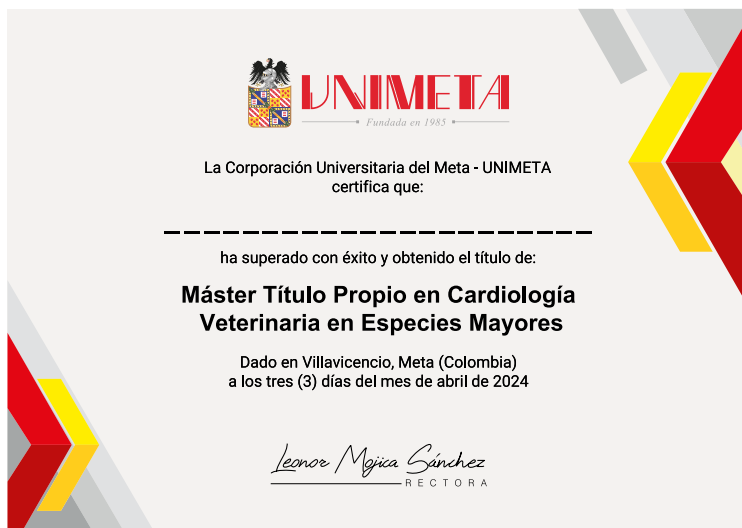 UNIMETA
Fundada en 1985
La Corporación Universitaria del Meta - UNIMETA
certifica que:
ha superado con éxito y obtenido el título de:
Máster Título Propio en Cardiología
Veterinaria en Especies Mayores
Dado en Villavicencio, Meta (Colombia)
a los tres (3) días del mes de abril de 2024
Leonor Mojica Sánchez
RECTORA